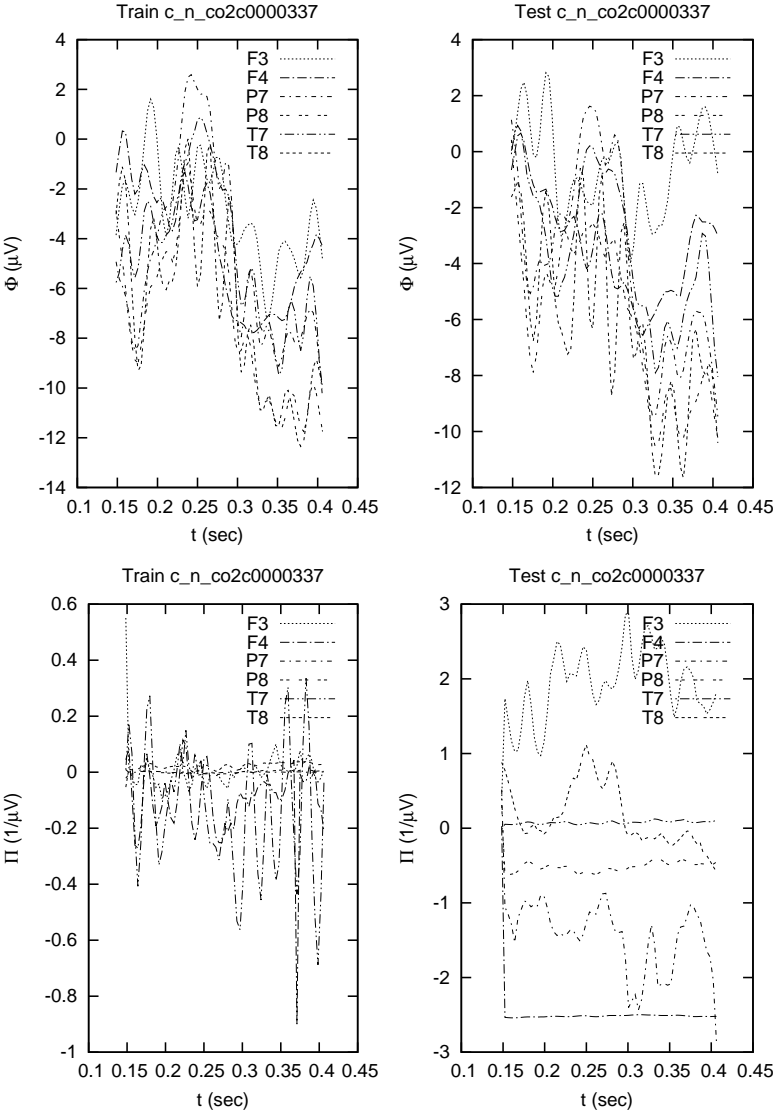 Train c_n_co2c0000337
4
2
0
-2
-4
-6
-8
-10
-12
-14
Φ (μV)
0.1 0.15 0.2 0.25 0.3 0.35 0.4 0.45
t (sec)
F3
F4
P7
P8
T7
T8
Test c_n_co2c0000337
4
2
0
-2
-4
-6
-8
-10
-12
Φ (μV)
0.1 0.15 0.2 0.25 0.3 0.35 0.4 0.45
t (sec)
F3
F4
P7
P8
T7
T8
Train c_n_co2c0000337
0.6
0.4
0.2
0
-0.2
-0.4
-0.6
-0.8
-1
Π (1/μV)
0.1 0.15 0.2 0.25 0.3 0.35 0.4 0.45
t (sec)
F3
F4
P7
P8
T7
T8
Test c_n_co2c0000337
3
2
1
0
-1
-2
-3
Π (1/μV)
0.1 0.15 0.2 0.25 0.3 0.35 0.4 0.45
t (sec)
F3
F4
P7
P8
T7
T8